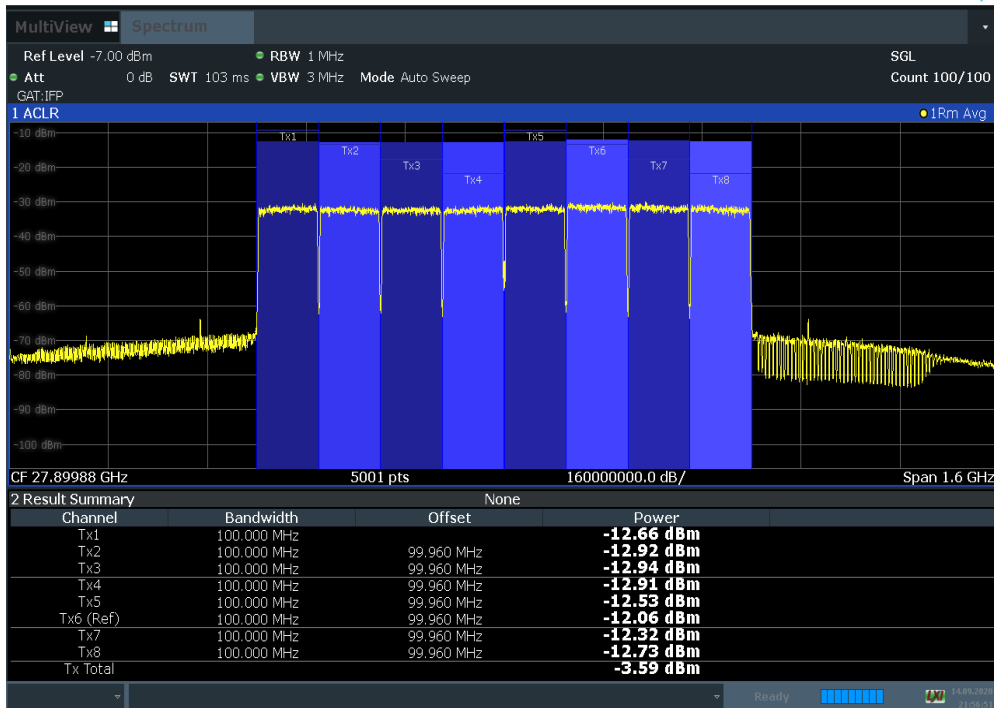 MultiView Spectrum
Ref Level -7.00 dBm RBW 1 MHz SGL
Att 0 dB SWT 103 ms VBW 3 MHz Mode Auto Sweep Count 100/100
GAT:IFP
1 ACLR 1Rm Avg
-10 dBm
Tx1 Tx5
Tx2 Tx6
Tx3 Tx7
-20 dBm
Tx4 Tx8
-30 dBm
-40 dBm
-50 dBm
-60 dBm
-70 dBm
-80 dBm
-90 dBm
-100 dBm
CF 27.89988 GHz 5001 pts 160000000.0 dB/ Span 1.6 GHz
2 Result Summary None
Channel Bandwidth Offset Power
Tx1 100.000 MHz -12.66 dBm
Tx2 100.000 MHz 99.960 MHz -12.92 dBm
Tx3 100.000 MHz 99.960 MHz -12.94 dBm
Tx4 100.000 MHz 99.960 MHz -12.91 dBm
Tx5 100.000 MHz 99.960 MHz -12.53 dBm
Tx6 (Ref) 100.000 MHz 99.960 MHz -12.06 dBm
Tx7 100.000 MHz 99.960 MHz -12.32 dBm
Tx8 100.000 MHz 99.960 MHz -12.73 dBm
Tx Total -3.59 dBm
Ready LXI 14.09.2020
21:56:51